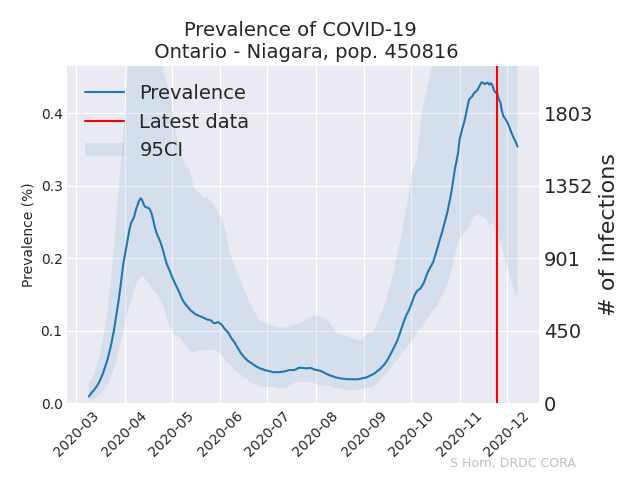 Prevalence of COVID-19
Ontario - Niagara, pop. 450816
Prevalence
Latest data
95CI
Prevalence (%)
0.4
0.3
0.2
0.1
0.0
1803
1352
901
450
0
# of infections
2020-03
2020-04
2020-05
2020-06
2020-07
2020-08
2020-09
2020-10
2020-11
2020-12
S Horn, DRDC CORA